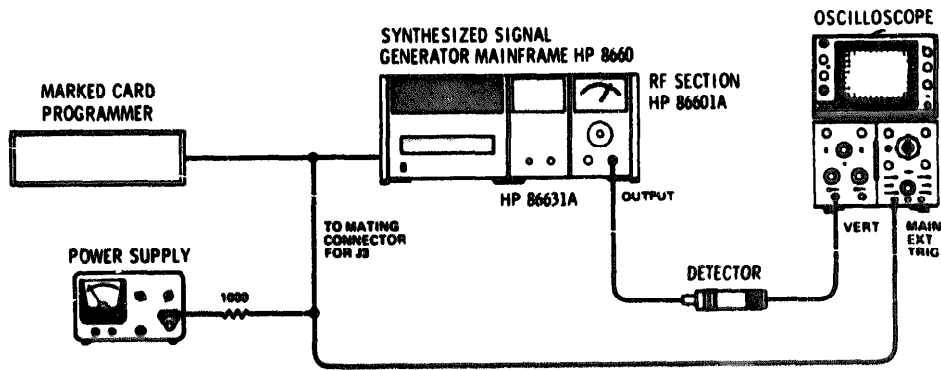 OSCILLOSCOPE
SYNTHESIZED SIGNAL
GENERATOR MAINFRAME HP 8660
RF SECTION
HP 86601A
MARKED CARD
PROGRAMMER
HP 86631A
OUTPUT
TO MATING
CONNECTOR
FOR J3
VERT
MAIN
EXT
TRIG
POWER SUPPLY
1000
DETECTOR